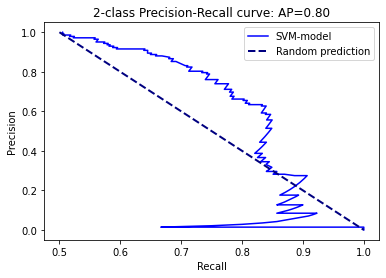 2-class Precision-Recall curve: AP=0.80
SVM-model
Random prediction
Precision
1.0
0.8
0.6
0.4
0.2
0.0
0.5 0.6 0.7 0.8 0.9 1.0
Recall